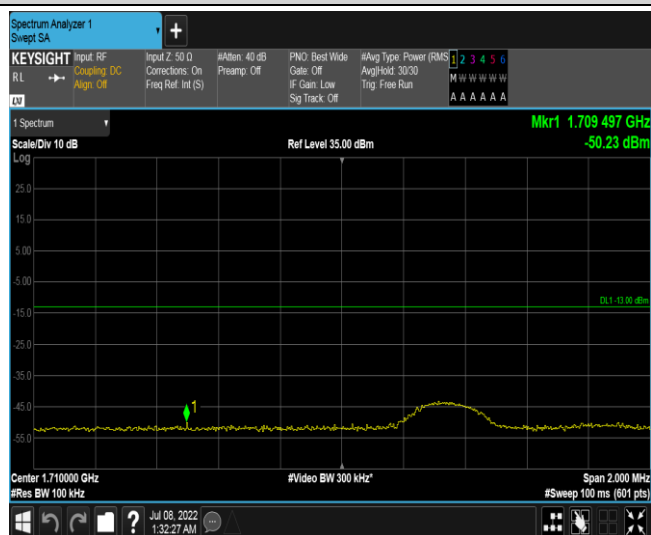 Spectrum Analyzer 1
Swept SA
+
KEYSIGHT
RL
LXI
Input: RF
Coupling: DC
Align: Off
Input Z: 50 Ω
Corrections: On
Freq Ref: Int (S)
#Atten: 40 dB
Preamp: Off
PNO: Best Wide
Gate: Off
IF Gain: Low
Sig Track: Off
#Avg Type: Power (RMS
Avg|Hold: 30/30
Trig: Free Run
1 2 3 4 5 6
M W W W W W
A A A A A A
1 Spectrum
Mkr1 1.709 497 GHz
Scale/Div 10 dB
Ref Level 35.00 dBm
-50.23 dBm
Log
25.0
15.0
5.00
-5.00
DL1 -13.00 dBm
-15.0
-25.0
-35.0
-45.0
1
-55.0
Center 1.710000 GHz
#Video BW 300 kHz*
Span 2.000 MHz
#Res BW 100 kHz
#Sweep 100 ms (601 pts)
?
Jul 08, 2022
1:32:27 AM